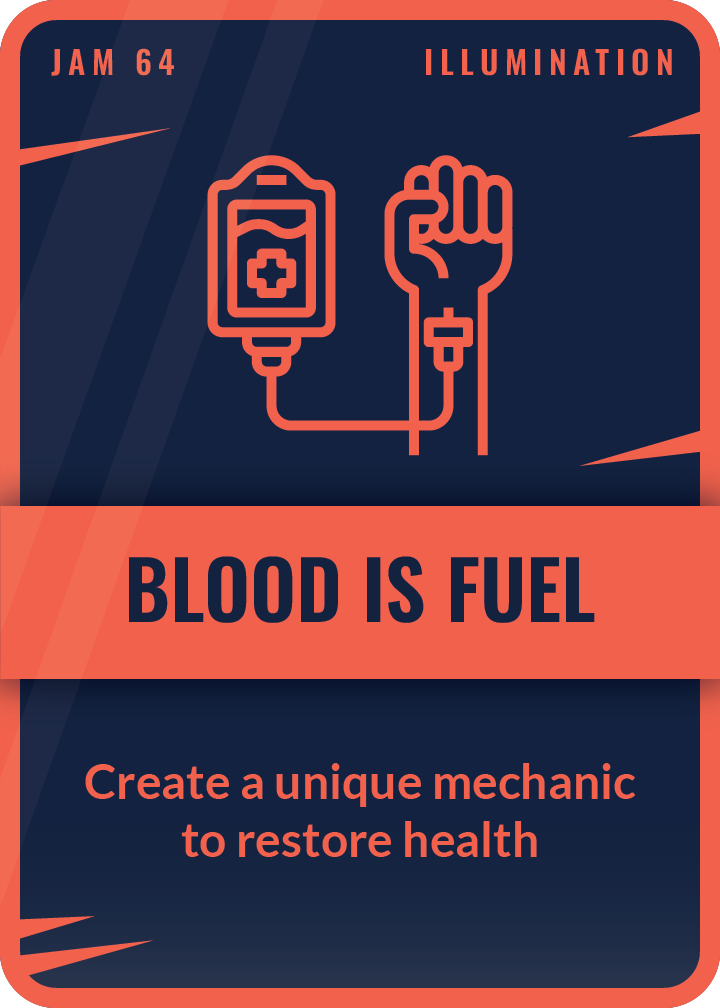 JAM 64
ILLUMINATION
BLOOD IS FUEL
Create a unique mechanic
to restore health